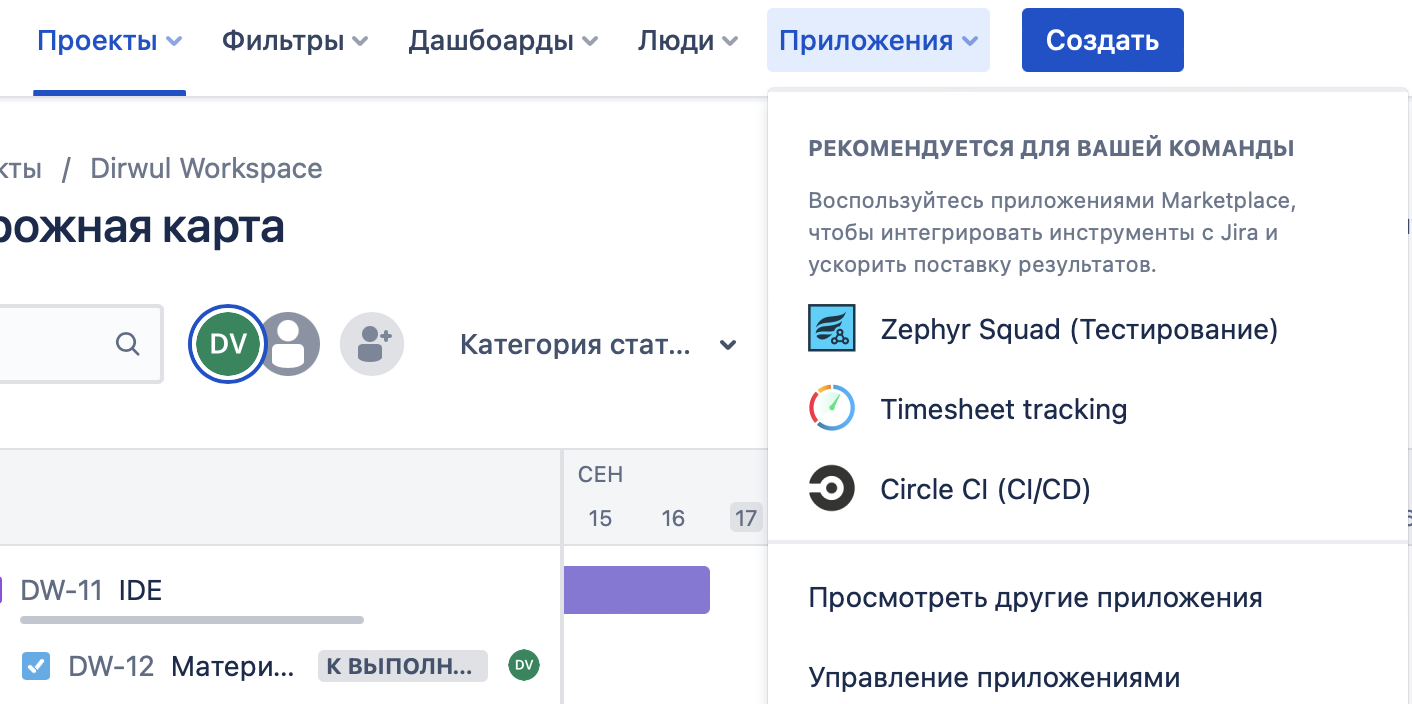 Проекты Фильтры Дашбоарды Люди Приложения Создать
РЕКОМЕНДУЕТСЯ ДЛЯ ВАШЕЙ КОМАНДЫ
Воспользуйтесь приложениями Marketplace,
чтобы интегрировать инструменты с Jira и
ускорить поставку результатов.
Zephyr Squad (Тестирование)
Timesheet tracking
Circle CI (CI/CD)
Просмотреть другие приложения
Управление приложениями
кты / Dirwul Workspace
рожная карта
DV
Категория стат...
СЕН
15 16 17
DW-11 IDE
DW-12 Матери... К ВЫПОЛН... DV